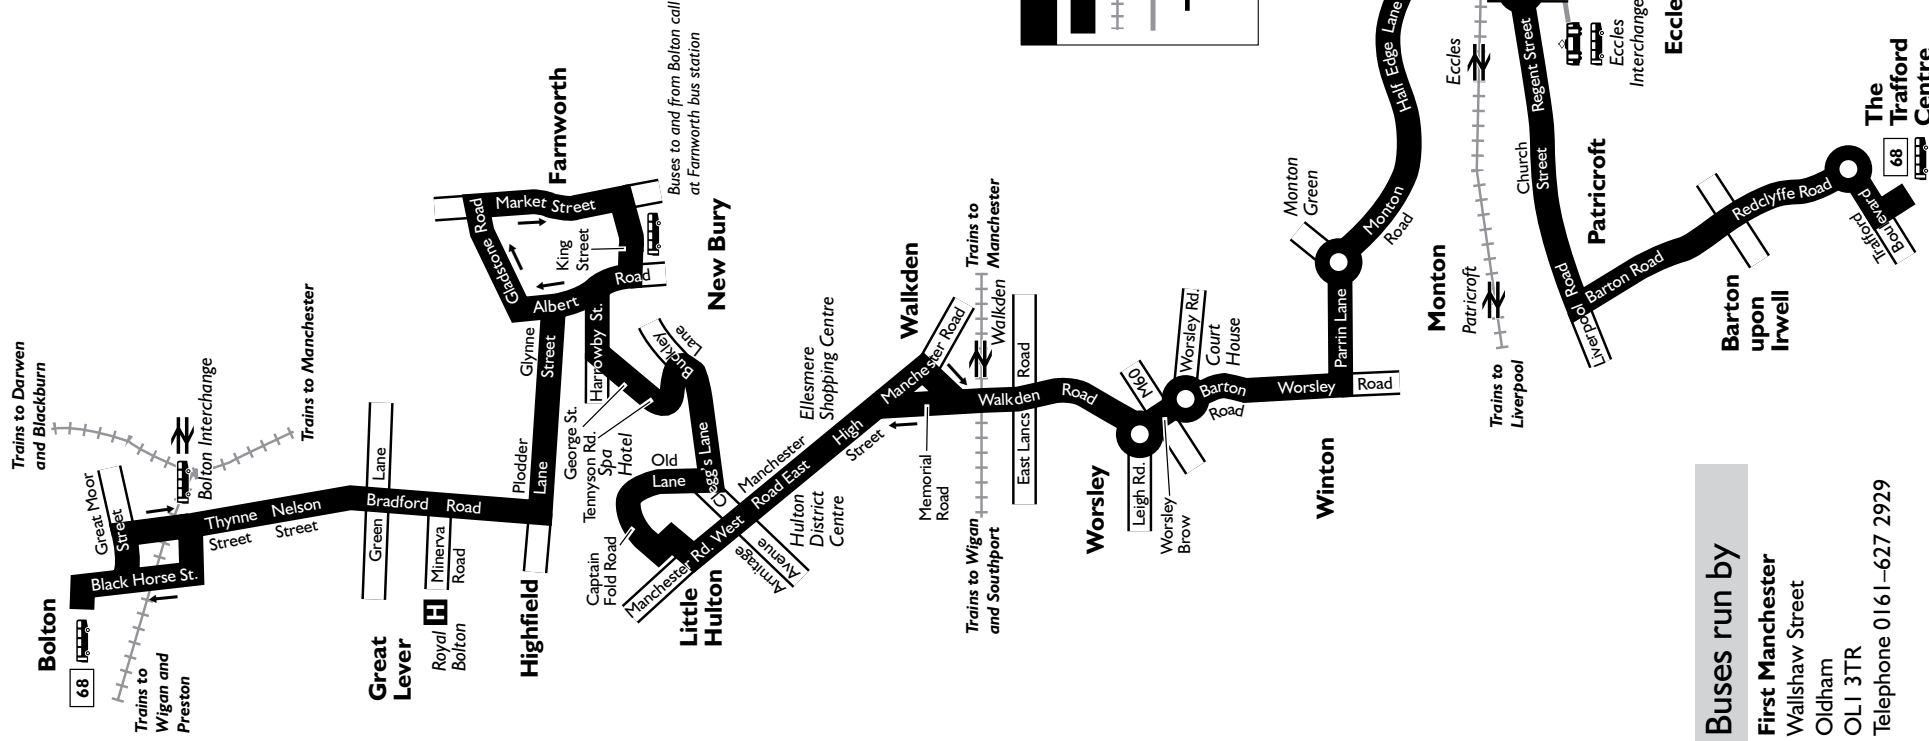 Trains to Darwen
and Blackburn
Trains to Manchester
Bolton Interchange
Great Moor
Street
Black Horse St.
Bolton
68
Trains to
Wigan and
Preston
Thynne
Street
Nelson
Street
Green
Lane
Bradford
Road
Minerva
Road
Great
Lever
H
Royal
Bolton
Highfield
Plodder
Lane
Glynne
Street
Gladstone Road
Market Street
Farnworth
King
Street
Albert
Road
Buses to and from Bolton call
at Farnworth bus station
Harrowby St.
New Bury
Buckley
Lane
George St.
Tennyson Rd.
Spa
Hotel
Old
Lane
Clegg's Lane
Captain
Fold Road
Manchester Rd. West
Little
Hulton
Armitage
Avenue
Hulton
District
Centre
Manchester
Road East
Ellesmere
Shopping Centre
High
Street
Walkden
Manchester Road
Memorial
Road
Trains to
Manchester
Walkden
Trains to Wigan
and Southport
Walkden
Road
East Lancs
Road
Worsley
Leigh Rd.
Worsley
Brow
M60
Worsley Rd.
Court
House
Barton
Road
Worsley
Road
Winton
Parrin Lane
Monton
Green
Monton
Road
Half Edge Lane
Monton
Eccles
Patricroft
Trains to
Liverpool
Regent Street
Church
Street
Patricroft
Liverpool Road
Eccles
Interchange
Eccle
Barton Road
Barton
upon
Irwell
Redclyffe Road
Trafford
Boulevard
The
Trafford
Centre
68
Buses run by
First Manchester
Wallshaw Street
Oldham
OL1 3TR
Telephone 0161–627 2929